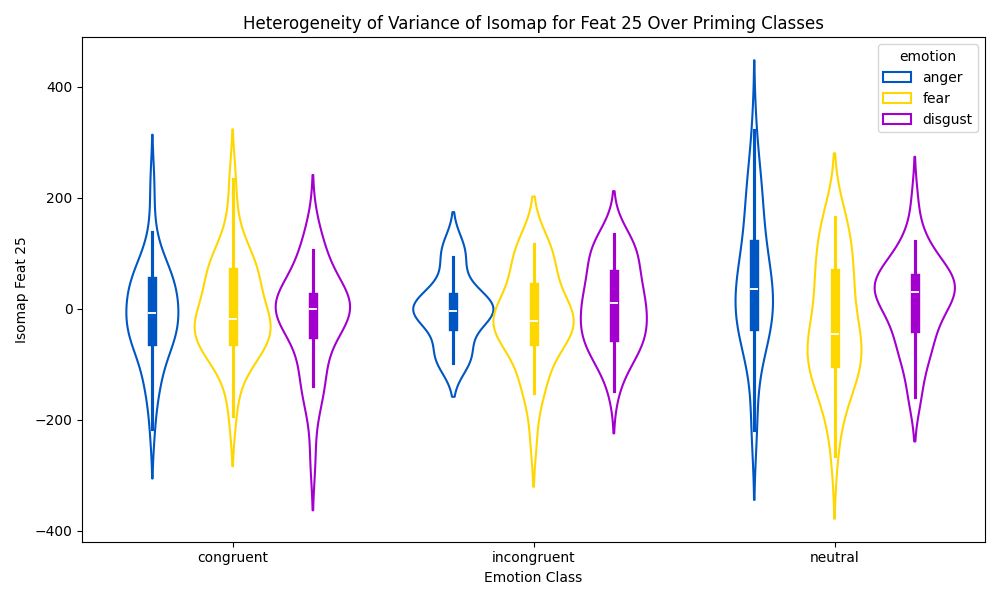 Heterogeneity of Variance of Isomap for Feat 25 Over Priming Classes
emotion
anger
fear
disgust
Isomap Feat 25
400
200
0
−200
−400
congruent
incongruent
neutral
Emotion Class